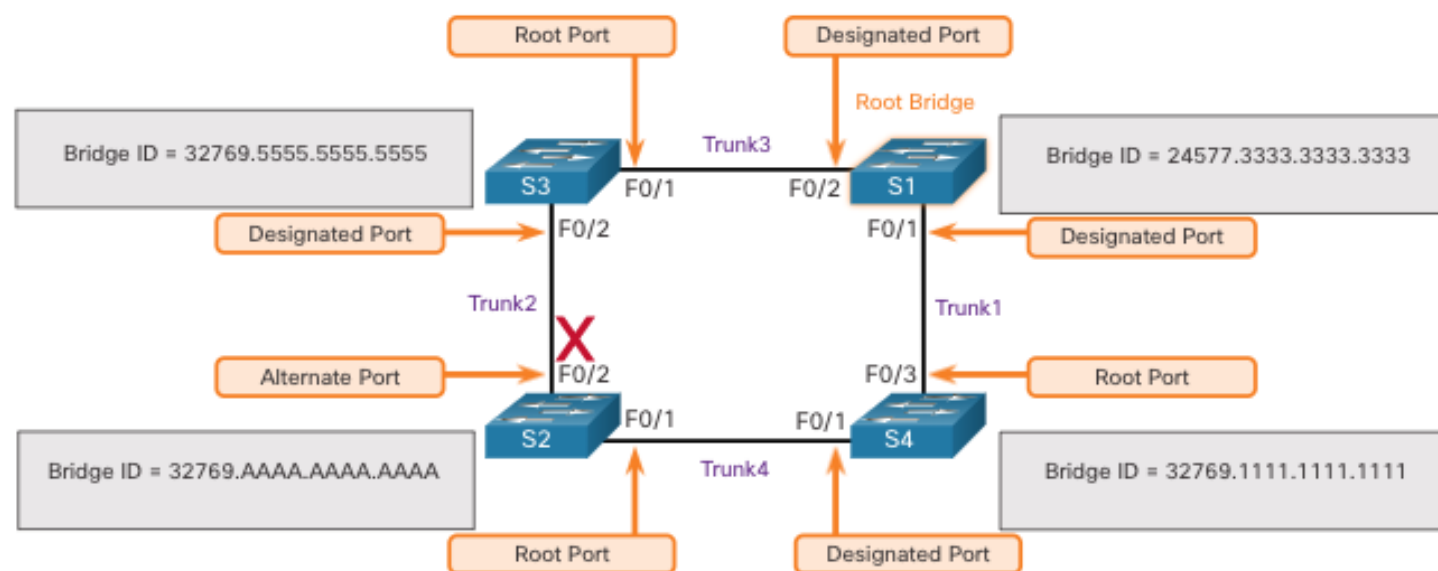 Root Port
Designated Port
Root Bridge
Bridge ID = 32769.5555.5555.5555
Trunk3
Bridge ID = 24577.3333.3333.3333
S3
F0/1
F0/2
S1
Designated Port
F0/2
F0/1
Designated Port
Trunk2
Trunk1
X
Alternate Port
F0/2
F0/3
Root Port
S2
F0/1
F0/1
S4
Bridge ID = 32769.AAAA.AAAA.AAAA
Trunk4
Bridge ID = 32769.1111.1111.1111
Root Port
Designated Port